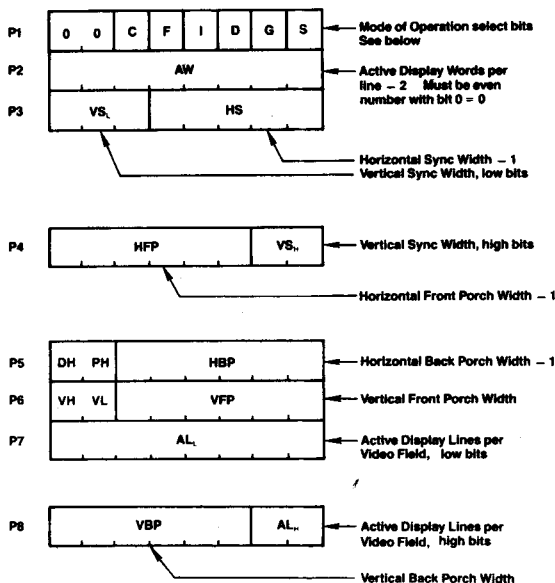 P1 0 0 C F I D G S Mode of Operation select bits
See below
P2 AW Active Display Words per
line – 2 Must be even
number with bit 0 = 0
P3 VSL HS
Horizontal Sync Width – 1
Vertical Sync Width, low bits
P4 HFP VSH Vertical Sync Width, high bits
Horizontal Front Porch Width – 1
P5 DH PH HBP Horizontal Back Porch Width – 1
P6 VH VL VFP Vertical Front Porch Width
P7 ALL Active Display Lines per
Video Field, low bits
P8 VBP ALH Active Display Lines per
Video Field, high bits
Vertical Back Porch Width